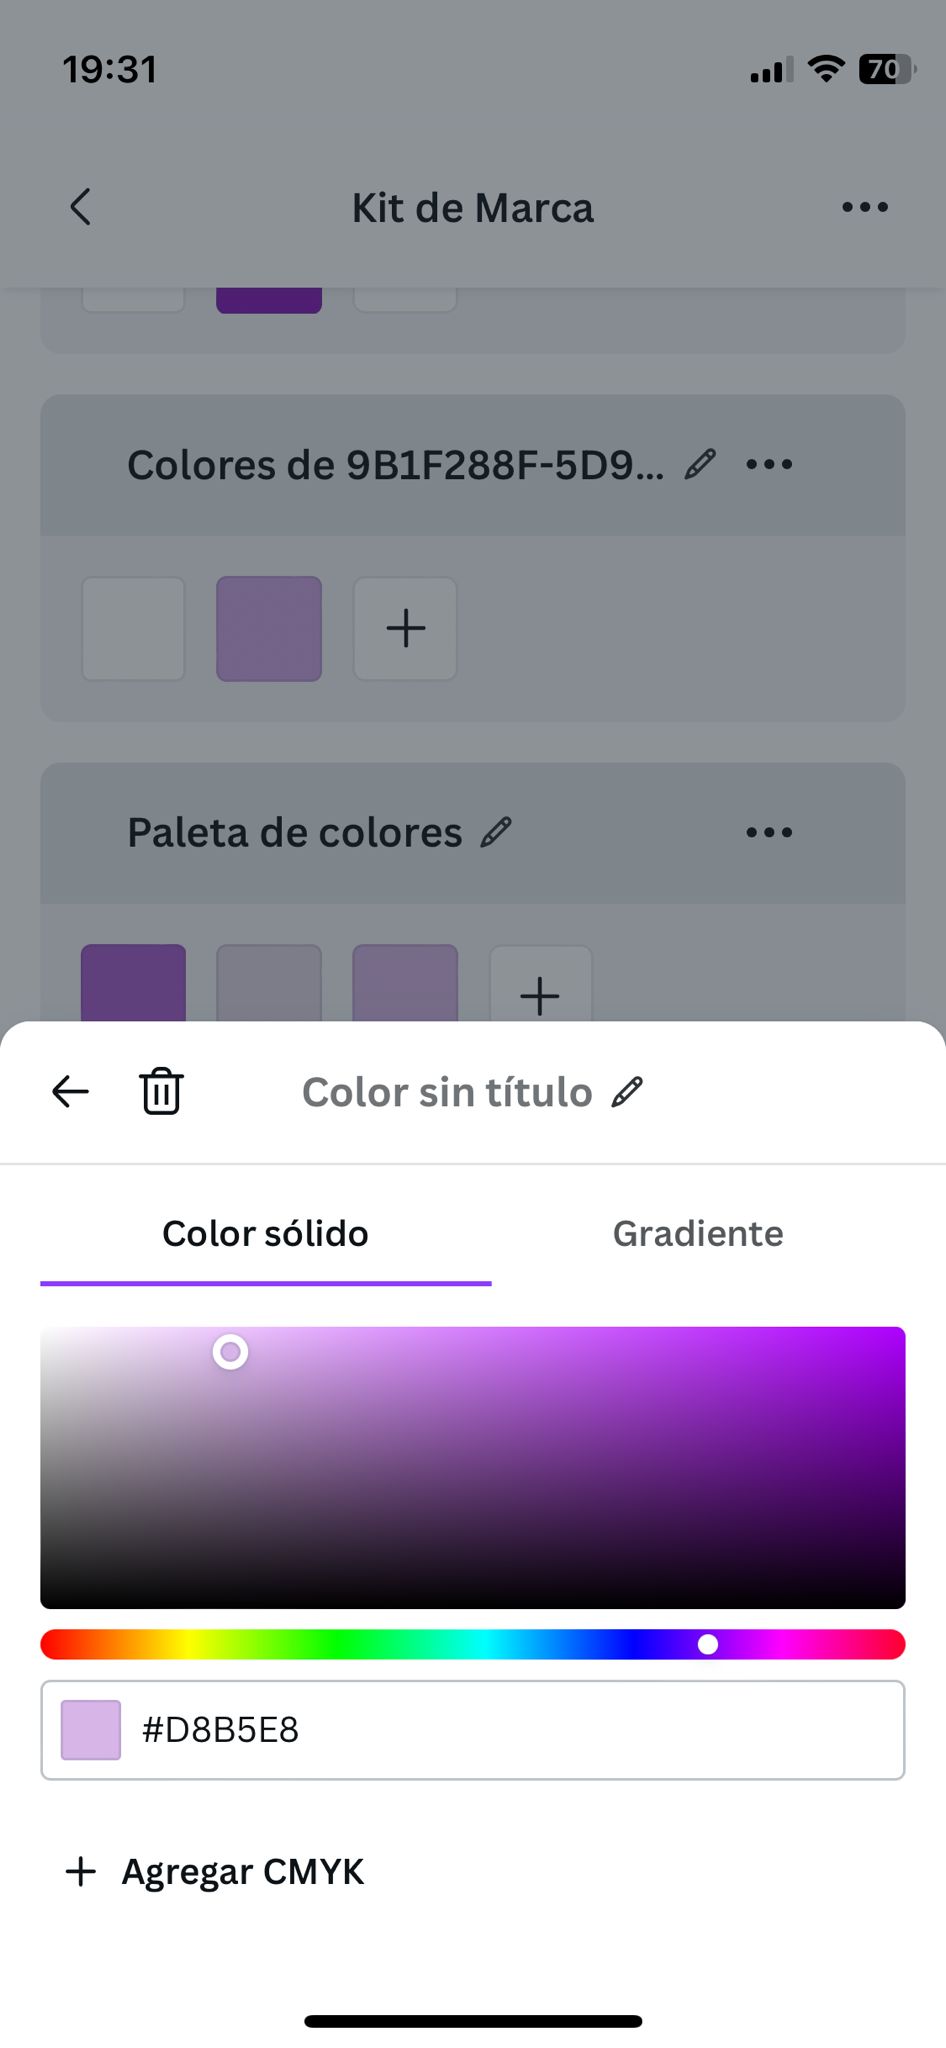 19:31
70
Kit de Marca
Colores de 9B1F288F-5D9...
Paleta de colores
Color sin título
Color sólido
Gradiente
#D8B5E8
Agregar CMYK